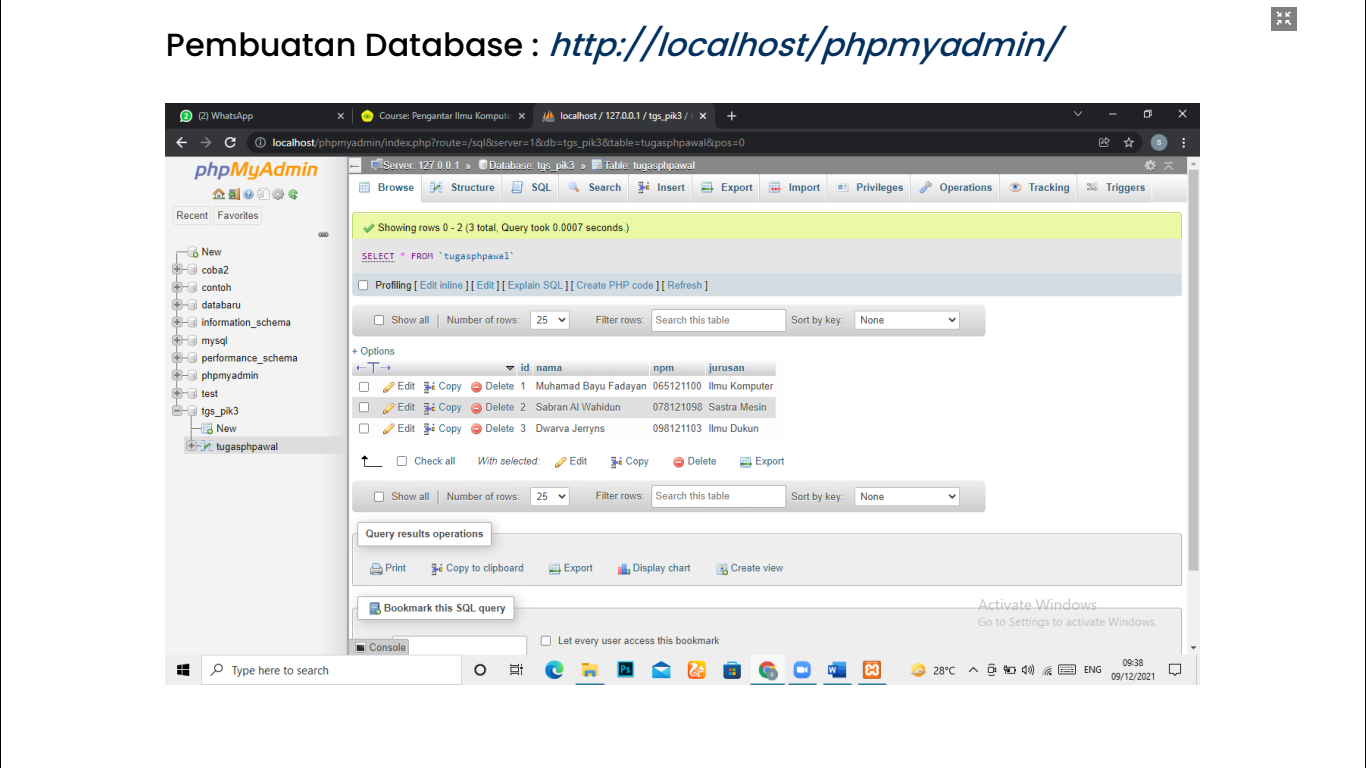 Pembuatan Database : http://localhost/phpmyadmin/
(2) WhatsApp
Course: Pengantar Ilmu Kompute
localhost / 127.0.0.1 / tgs_pik3 /
localhost/phpmyadmin/index.php?route=/sql&server=1&db=tgs_pik3&table=tugasphpawal&pos=0
S
phpMyAdmin
Recent Favorites
New
coba2
contoh
databaru
information_schema
mysql
performance_schema
phpmyadmin
test
tgs_pik3
New
tugasphpawal
Server: 127.0.0.1 » Database: tgs_pik3 » Table: tugasphpawal
Browse Structure SQL Search Insert Export Import Privileges Operations Tracking Triggers
Showing rows 0 - 2 (3 total, Query took 0.0007 seconds.)
SELECT * FROM `tugasphpawal`
Profiling [ Edit inline ] [ Edit ] [ Explain SQL ] [ Create PHP code ] [ Refresh ]
Show all Number of rows: 25 Filter rows: Search this table Sort by key: None
+ Options
←T→ id nama npm jurusan
Edit Copy Delete 1 Muhamad Bayu Fadayan 065121100 Ilmu Komputer
Edit Copy Delete 2 Sabran Al Wahidun 078121098 Sastra Mesin
Edit Copy Delete 3 Dwarva Jerryns 098121103 Ilmu Dukun
Check all With selected: Edit Copy Delete Export
Show all Number of rows: 25 Filter rows: Search this table Sort by key: None
Query results operations
Print Copy to clipboard Export Display chart Create view
Bookmark this SQL query
Activate Windows
Go to Settings to activate Windows.
Let every user access this bookmark
Console
Type here to search
Ps
28°C
ENG
09:38
09/12/2021